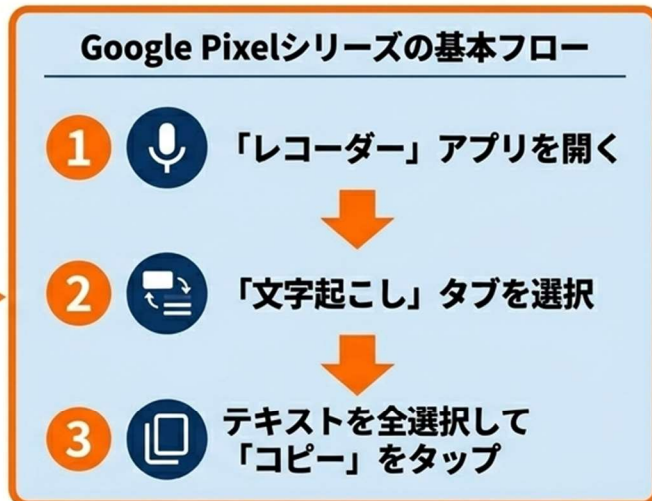 Google Pixelシリーズの基本フロー
1
「レコーダー」アプリを開く
2
「文字起こし」タブを選択
3
テキストを全選択して
「コピー」をタップ